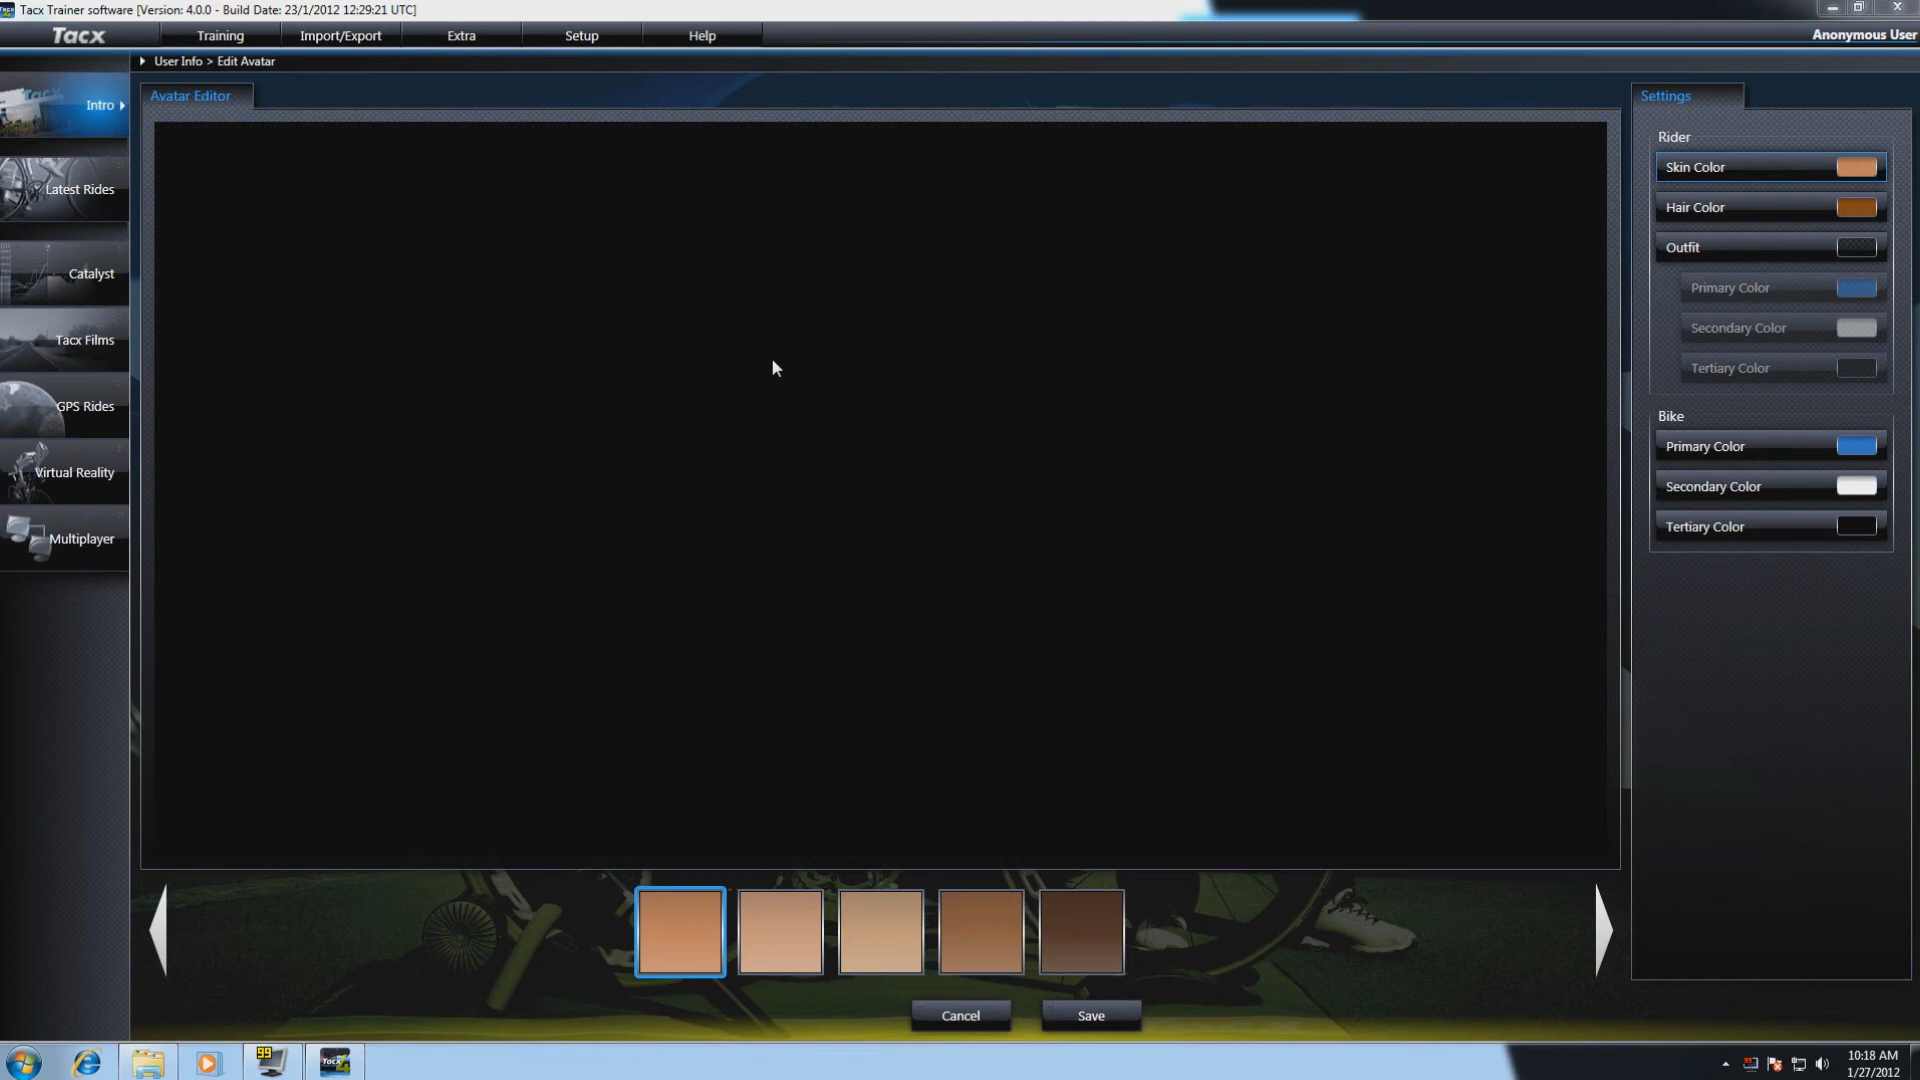 Tacx Trainer software [Version: 4.0.0 - Build Date: 23/1/2012 12:29:21 UTC]
Tacx
Training
Import/Export
Extra
Setup
Help
Anonymous User
User Info > Edit Avatar
Intro
Latest Rides
Catalyst
Tacx Films
GPS Rides
Virtual Reality
Multiplayer
Avatar Editor
Settings
Rider
Skin Color
Hair Color
Outfit
Primary Color
Secondary Color
Tertiary Color
Bike
Primary Color
Secondary Color
Tertiary Color
Cancel
Save
99
Tacx 4
10:18 AM
1/27/2012